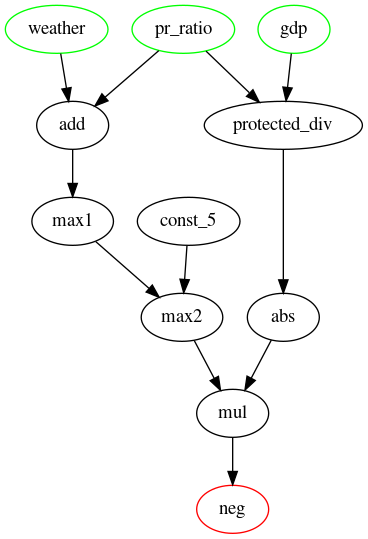 weather
pr_ratio
gdp
add
protected_div
max1
const_5
max2
abs
mul
neg